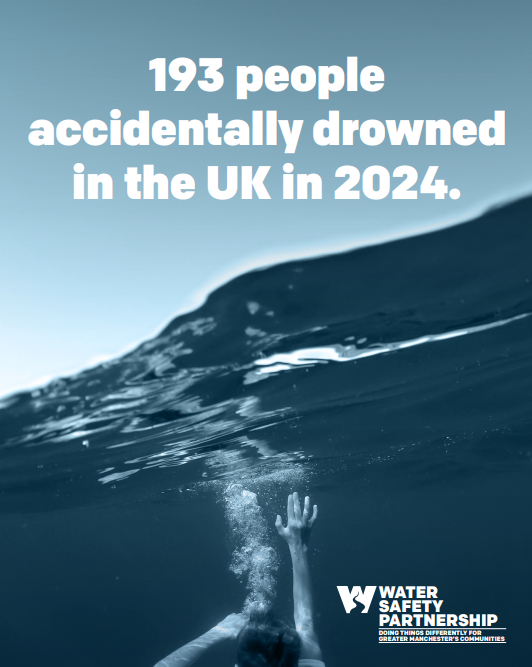 193 people
accidentally drowned
in the UK in 2024.
WATER
SAFETY
PARTNERSHIP
DOING THINGS DIFFERENTLY FOR
GREATER MANCHESTER'S COMMUNITIES